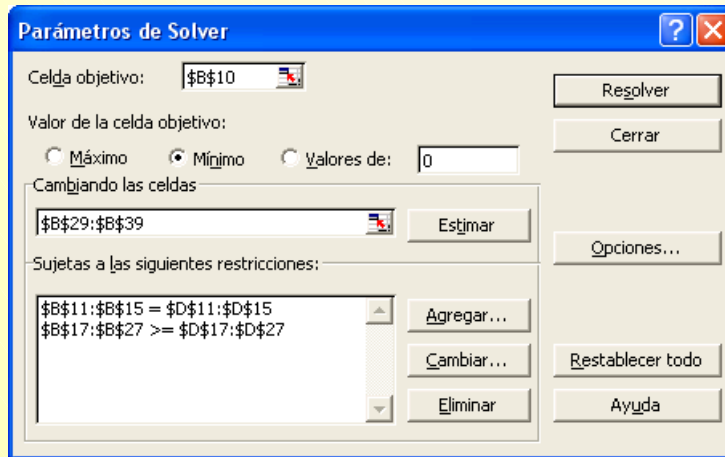 Parámetros de Solver
Celda objetivo: $B$10
Resolver
Valor de la celda objetivo:
Cerrar
Máximo Mínimo Valores de: 0
Cambiando las celdas
$B$29:$B$39 Estimar
Opciones...
Sujetas a las siguientes restricciones:
$B$11:$B$15 = $D$11:$D$15
$B$17:$B$27 >= $D$17:$D$27
Agregar...
Cambiar... Restablecer todo
Eliminar Ayuda